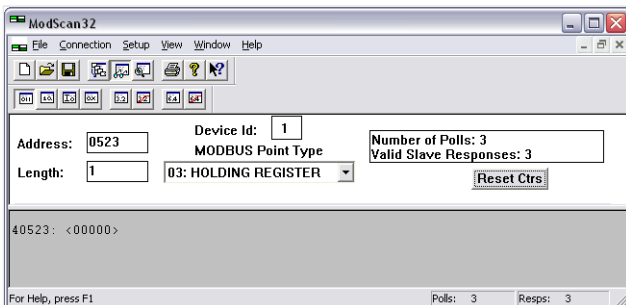 ModScan32
File Connection Setup View Window Help
Address: 0523
Device Id: 1
MODBUS Point Type
Length: 1
03: HOLDING REGISTER
Number of Polls: 3
Valid Slave Responses: 3
Reset Ctrs
40523: <00000>
For Help, press F1
Polls: 3
Resps: 3